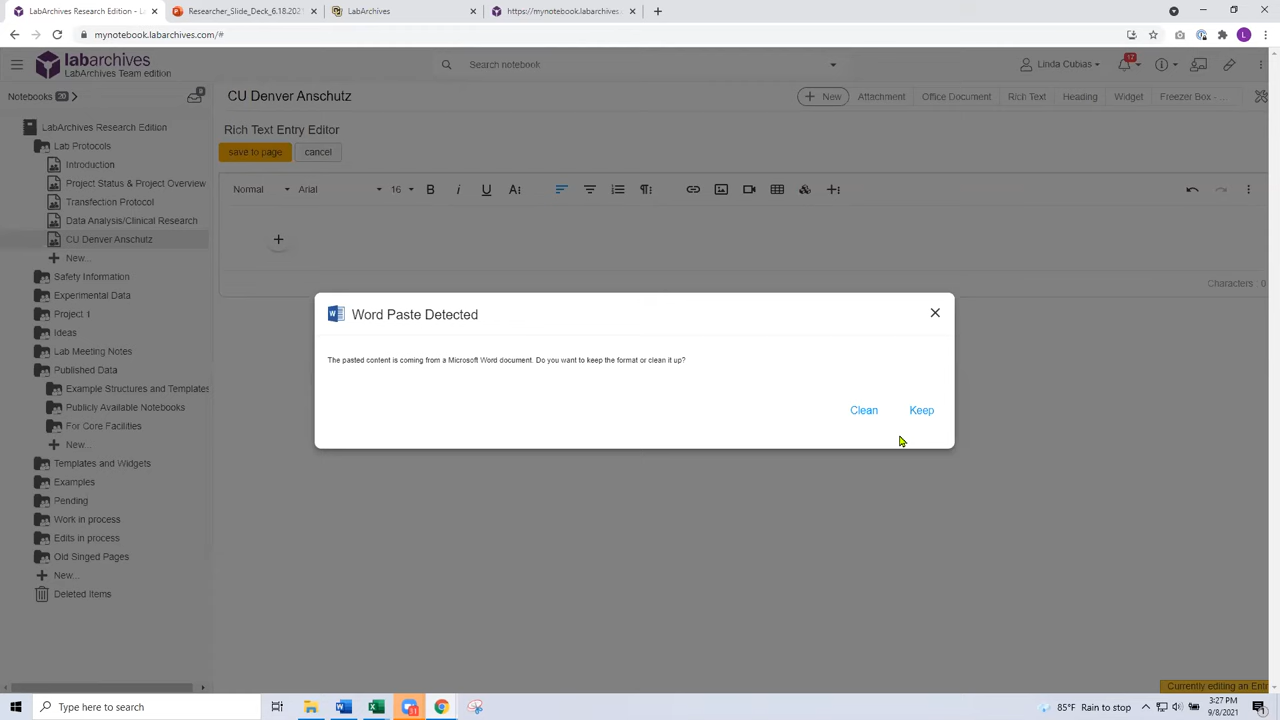 LabArchives Research Edition - L
Researcher_Slide_Deck_6.18.202
LabArchives
https://mynotebook.labarchives.
mynotebook.labarchives.com/#
L
labarchives
LabArchives Team edition
Search notebook
Linda Cubias
12
Notebooks 20
CU Denver Anschutz
New
Attachment
Office Document
Rich Text
Heading
Widget
Freezer Box - ...
LabArchives Research Edition
Lab Protocols
Introduction
Project Status & Project Overview
Transfection Protocol
Data Analysis/Clinical Research
CU Denver Anschutz
New...
Safety Information
Experimental Data
Project 1
Ideas
Lab Meeting Notes
Published Data
Example Structures and Templates
Publicly Available Notebooks
For Core Facilities
New...
Templates and Widgets
Examples
Pending
Work in process
Edits in process
Old Singed Pages
New...
Deleted Items
Rich Text Entry Editor
save to page
cancel
Normal
Arial
16
B
i
U
Characters 0
Word Paste Detected
The pasted content is coming from a Microsoft Word document. Do you want to keep the format or clean it up?
Clean
Keep
Currently editing an Entr
Type here to search
85°F Rain to stop
3:27 PM
9/8/2021